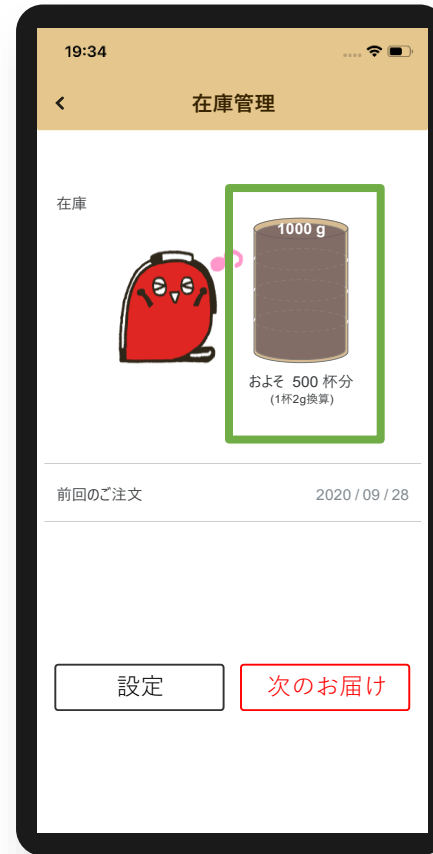 19:34
在庫管理
在庫
1000 g
およそ 500 杯分
(1杯2g換算)
前回のご注文 2020 / 09 / 28
設定 次のお届け